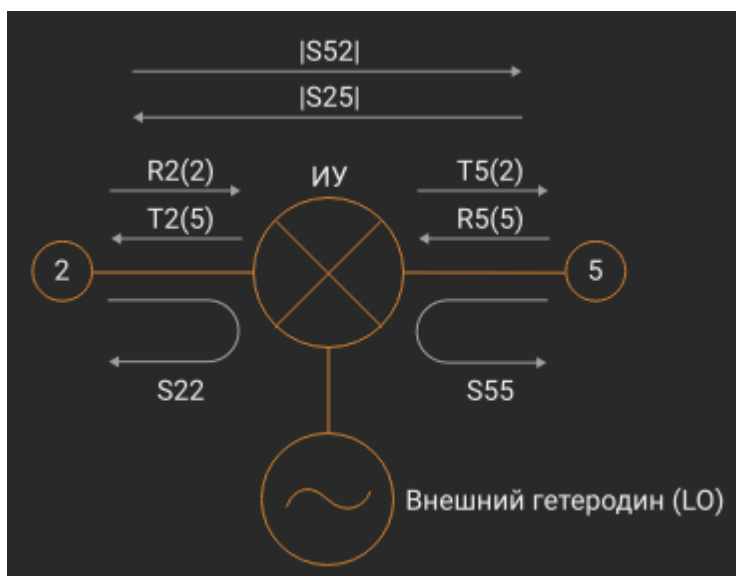 |S52|
|S25|
R2(2) ИУ T5(2)
T2(5) R5(5)
2 5
S22 S55
Внешний гетеродин (LO)